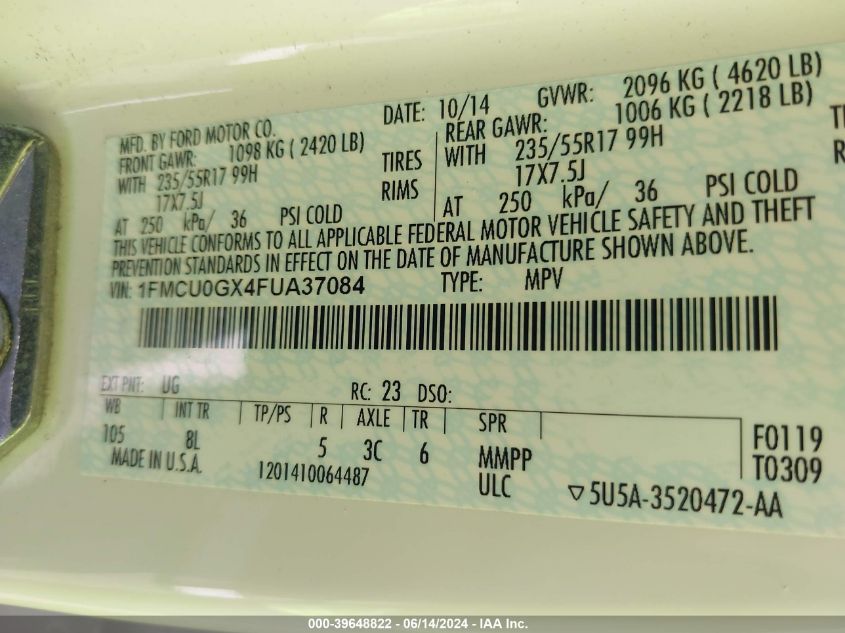 MFD. BY FORD MOTOR CO.
DATE: 10/14 GVWR: 2096 KG ( 4620 LB)
FRONT GAWR: 1098 KG ( 2420 LB)
REAR GAWR: 1006 KG ( 2218 LB)
WITH 235/55R17 99H TIRES
WITH 235/55R17 99H
17X7.5J RIMS
17X7.5J
AT 250 kPa/ 36 PSI COLD
AT 250 kPa/ 36 PSI COLD
THIS VEHICLE CONFORMS TO ALL APPLICABLE FEDERAL MOTOR VEHICLE SAFETY AND THEFT
PREVENTION STANDARDS IN EFFECT ON THE DATE OF MANUFACTURE SHOWN ABOVE.
VIN: 1FMCU0GX4FUA37084 TYPE: MPV
EXT PNT: UG RC: 23 DSO:
WB INT TR TP/PS R AXLE TR SPR
105 8L 5 3C 6 MMPP
F0119
T0309
MADE IN U.S.A. 1201410064487 ULC
▽5U5A-3520472-AA
000-39648822 - 06/14/2024 - IAA Inc.